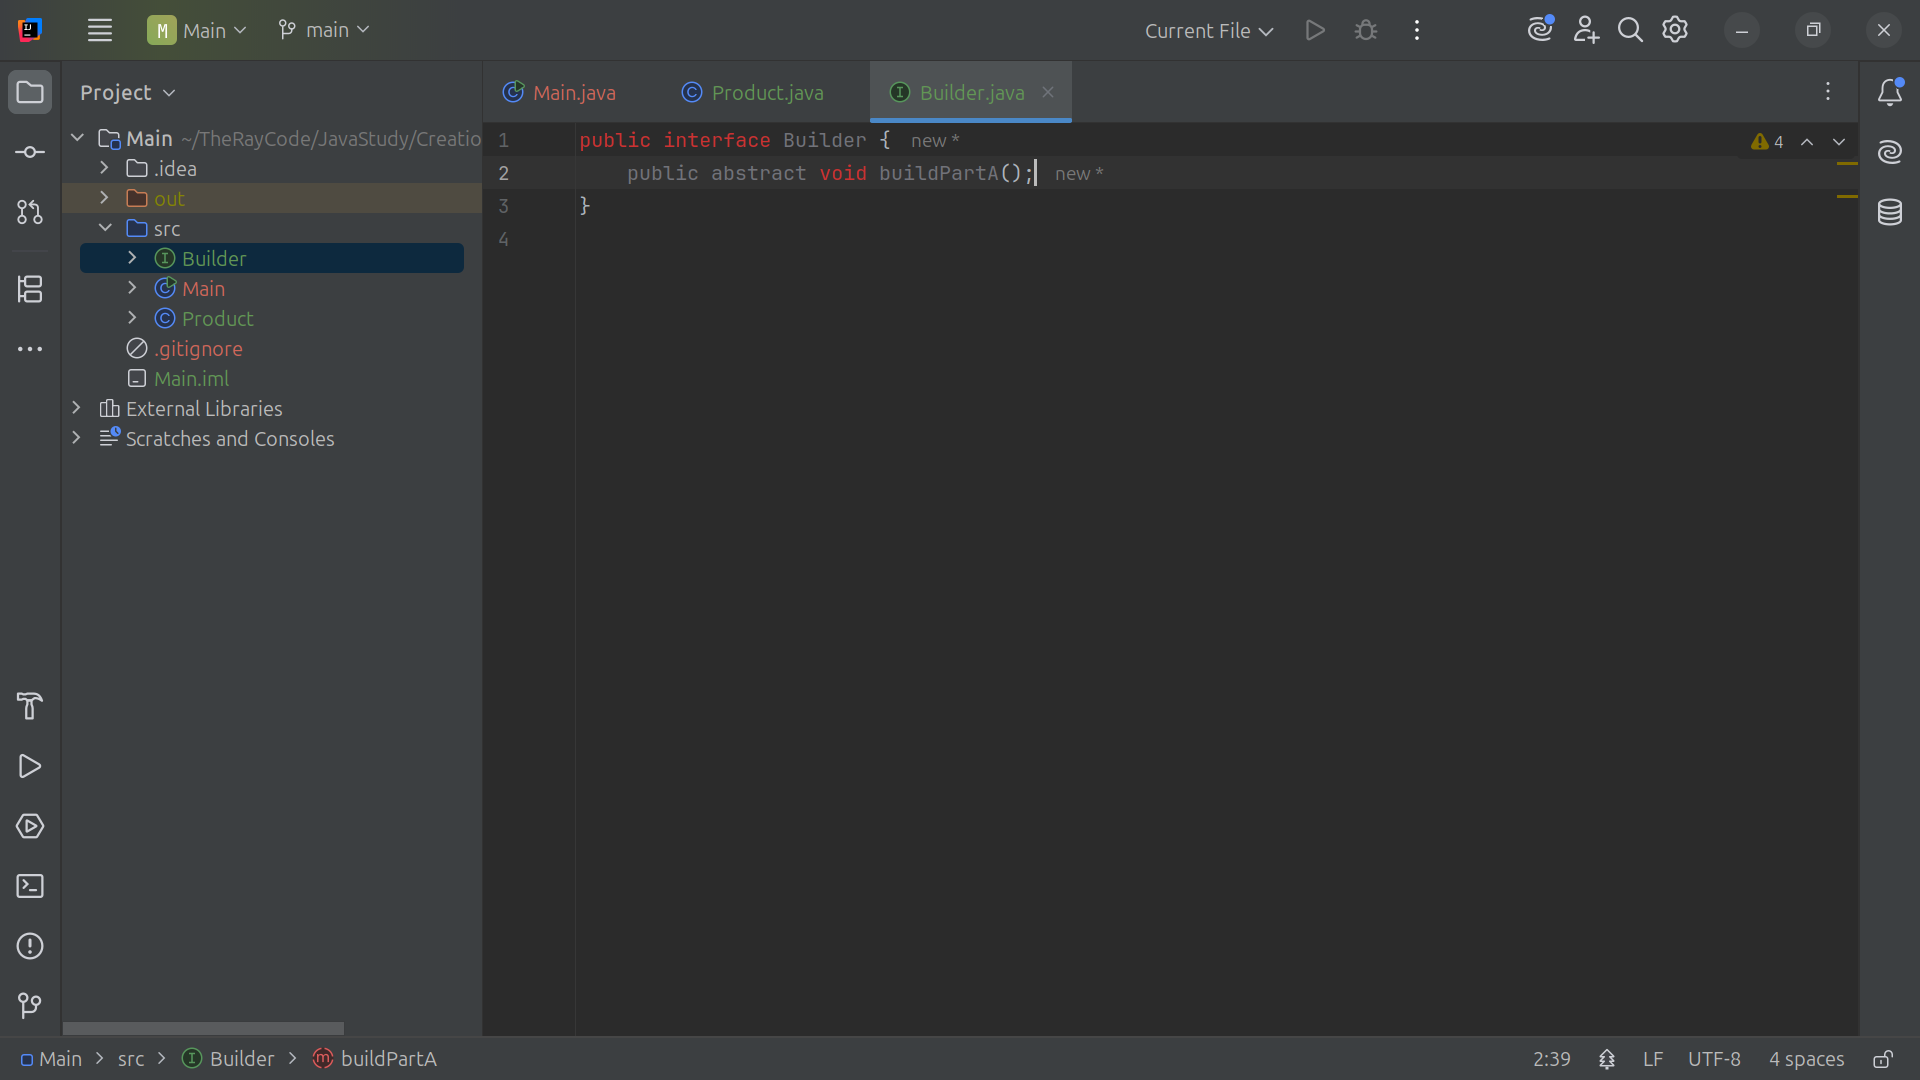 M Main main Current File
Project
Main ~/TheRayCode/JavaStudy/Creatio
.idea
out
src
Builder
Main
Product
.gitignore
Main.iml
External Libraries
Scratches and Consoles
Main.java Product.java Builder.java
1 public interface Builder { new *
2 public abstract void buildPartA(); new *
3 }
4
4
Main src Builder buildPartA
2:39 LF UTF-8 4 spaces